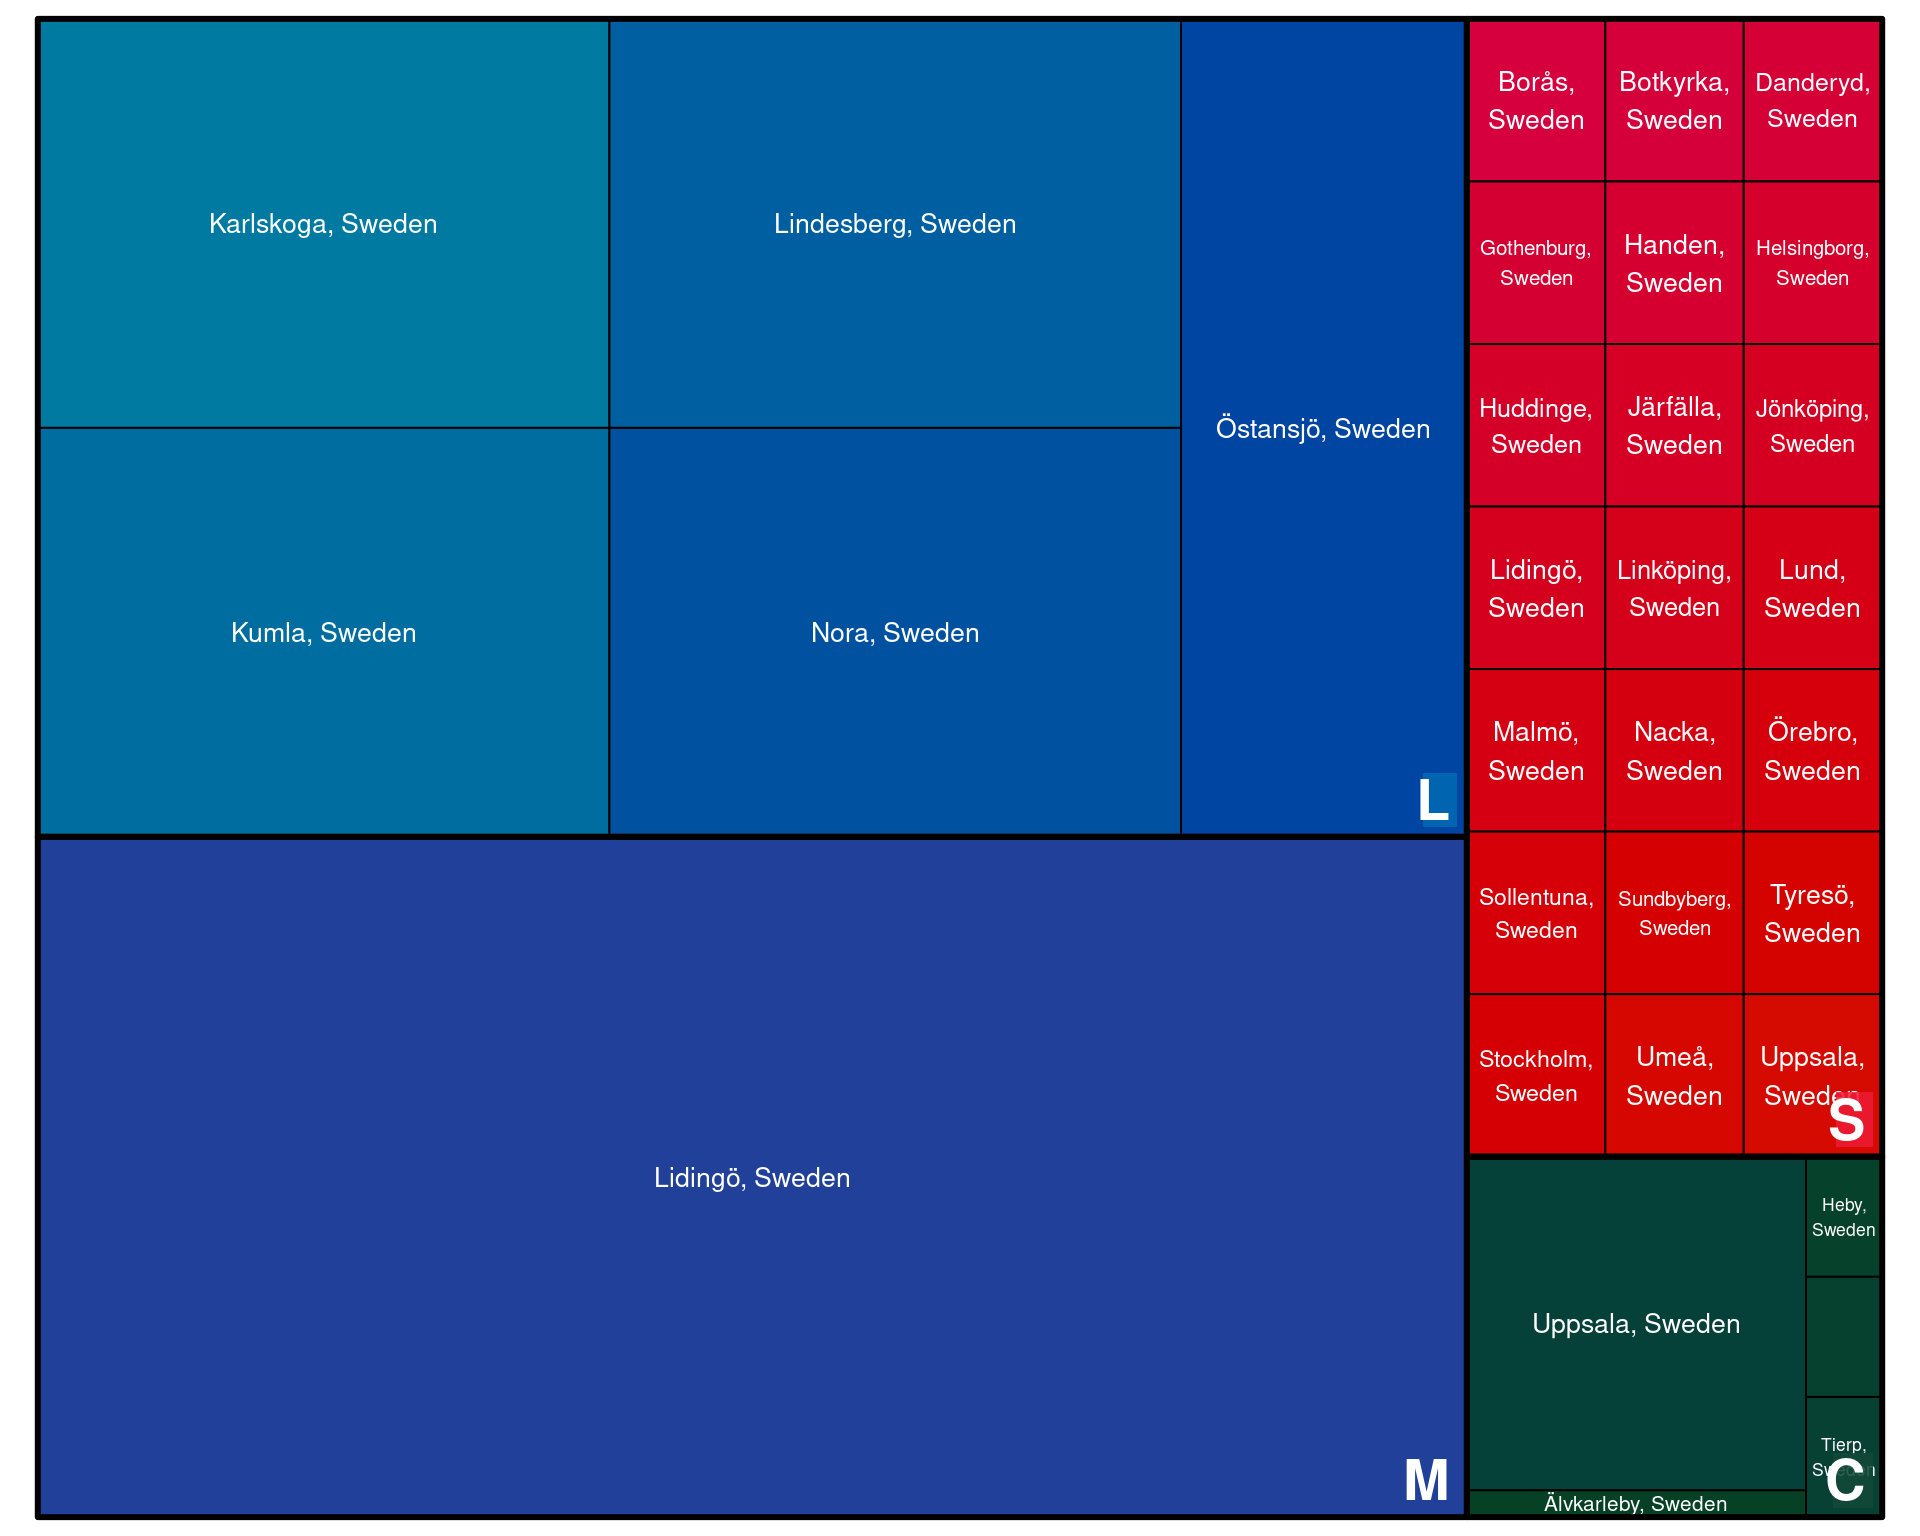 Karlskoga, Sweden
Lindesberg, Sweden
Östansjö, Sweden
Kumla, Sweden
Nora, Sweden
L
Lidingö, Sweden
M
Borås,
Sweden
Botkyrka,
Sweden
Danderyd,
Sweden
Gothenburg,
Sweden
Handen,
Sweden
Helsingborg,
Sweden
Huddinge,
Sweden
Järfälla,
Sweden
Jönköping,
Sweden
Lidingö,
Sweden
Linköping,
Sweden
Lund,
Sweden
Malmö,
Sweden
Nacka,
Sweden
Örebro,
Sweden
Sollentuna,
Sweden
Sundbyberg,
Sweden
Tyresö,
Sweden
Stockholm,
Sweden
Umeå,
Sweden
Uppsala,
Sweden
S
Uppsala, Sweden
Heby,
Sweden
Tierp,
Sweden
C
Älvkarleby, Sweden